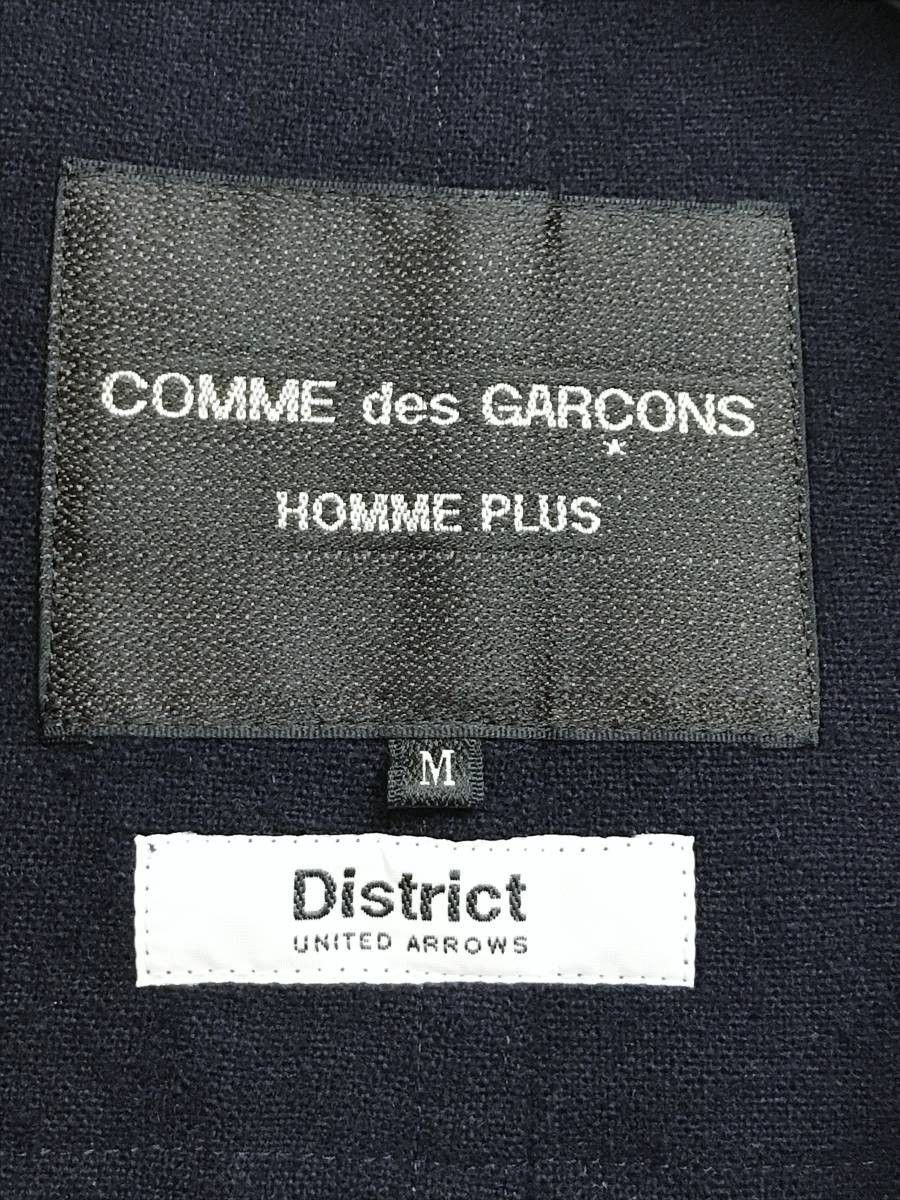 COMME des GARÇONS
HOMME PLUS
M
District
UNITED ARROWS